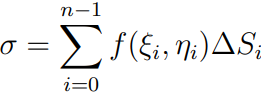 σ = ∑_{i=0}^{n−1} f(ξ_i, η_i)ΔS_i